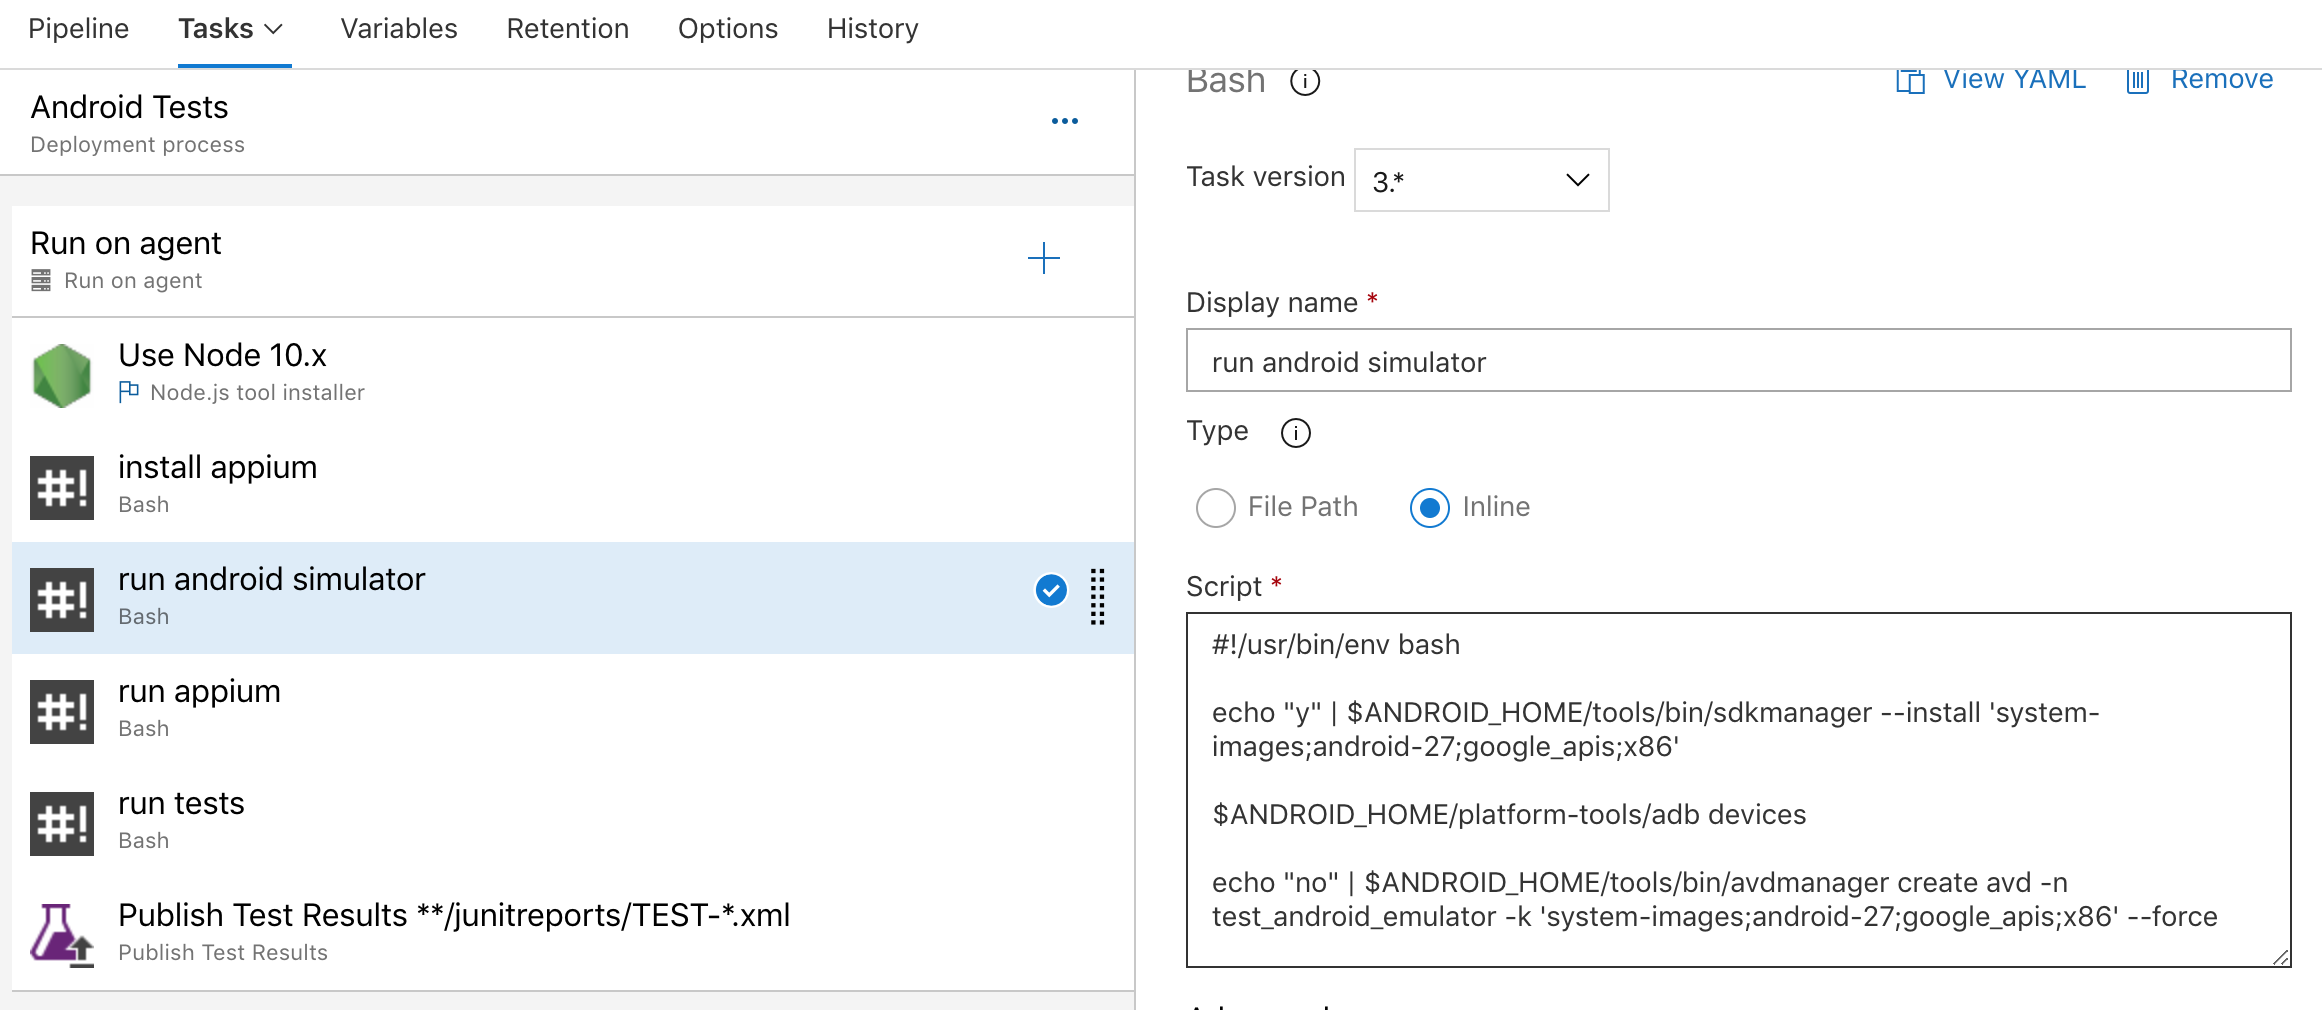 Pipeline Tasks Variables Retention Options History
Android Tests
Deployment process
Run on agent
Run on agent
Use Node 10.x
Node.js tool installer
#!
install appium
Bash
#!
run android simulator
Bash
#!
run appium
Bash
#!
run tests
Bash
Publish Test Results **/junitreports/TEST-*.xml
Publish Test Results
Bash View YAML Remove
Task version 3.*
Display name *
run android simulator
Type
File Path Inline
Script *
#!/usr/bin/env bash
echo "y" | $ANDROID_HOME/tools/bin/sdkmanager --install 'system-
images;android-27;google_apis;x86'
$ANDROID_HOME/platform-tools/adb devices
echo "no" | $ANDROID_HOME/tools/bin/avdmanager create avd -n
test_android_emulator -k 'system-images;android-27;google_apis;x86' --force